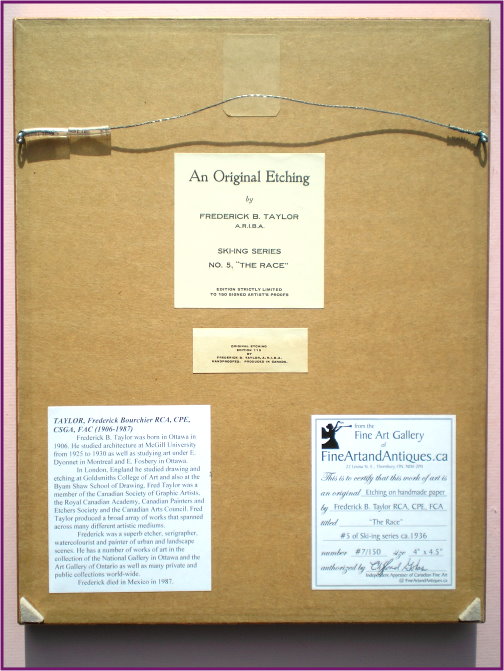 An Original Etching
by
FREDERICK B. TAYLOR
A.R.I.B.A.
SKI-ING SERIES
NO. 5, "THE RACE"
EDITION STRICTLY LIMITED
TO 150 SIGNED ARTIST'S PROOFS
ORIGINAL ETCHING
EDITION 115
BY
FREDERICK B. TAYLOR, A.R.I.B.A.
HANDPROOFED. PRODUCED IN CANADA.
TAYLOR, Frederick Bourchier RCA, CPE,
CSGA, FAC (1906-1987)
Frederick B. Taylor was born in Ottawa in
1906. He studied architecture at McGill University
from 1925 to 1930 as well as studying art under E.
Dyonnet in Montreal and E. Fosbery in Ottawa.
In London, England he studied drawing and
etching at Goldsmiths College of Art and also at the
Byam Shaw School of Drawing. Fred Taylor was a
member of the Canadian Society of Graphic Artists,
the Royal Canadian Academy, Canadian Painters and
Etchers Society and the Canadian Arts Council. Fred
Taylor produced a broad array of works that spanned
across many different artistic mediums.
Frederick was a superb etcher, serigrapher,
watercolourist and painter of urban and landscape
scenes. He has a number of works of art in the
collection of the National Gallery in Ottawa and the
Art Gallery of Ontario as well as many private and
public collections world-wide.
Frederick died in Mexico in 1987.
from the
Fine Art Gallery
of
FineArtandAntiques.ca
Thornbury, ON.
This is to certify that this work of art is
an original Etching on handmade paper
by Frederick B. Taylor RCA, CPE, FCA
titled "The Race"
#5 of Ski-ing series ca.1936
number #7/150 size 4" x 4.5"
authorized by
Independent Appraiser of Canadian Fine Art
@ FineArtandAntiques.ca